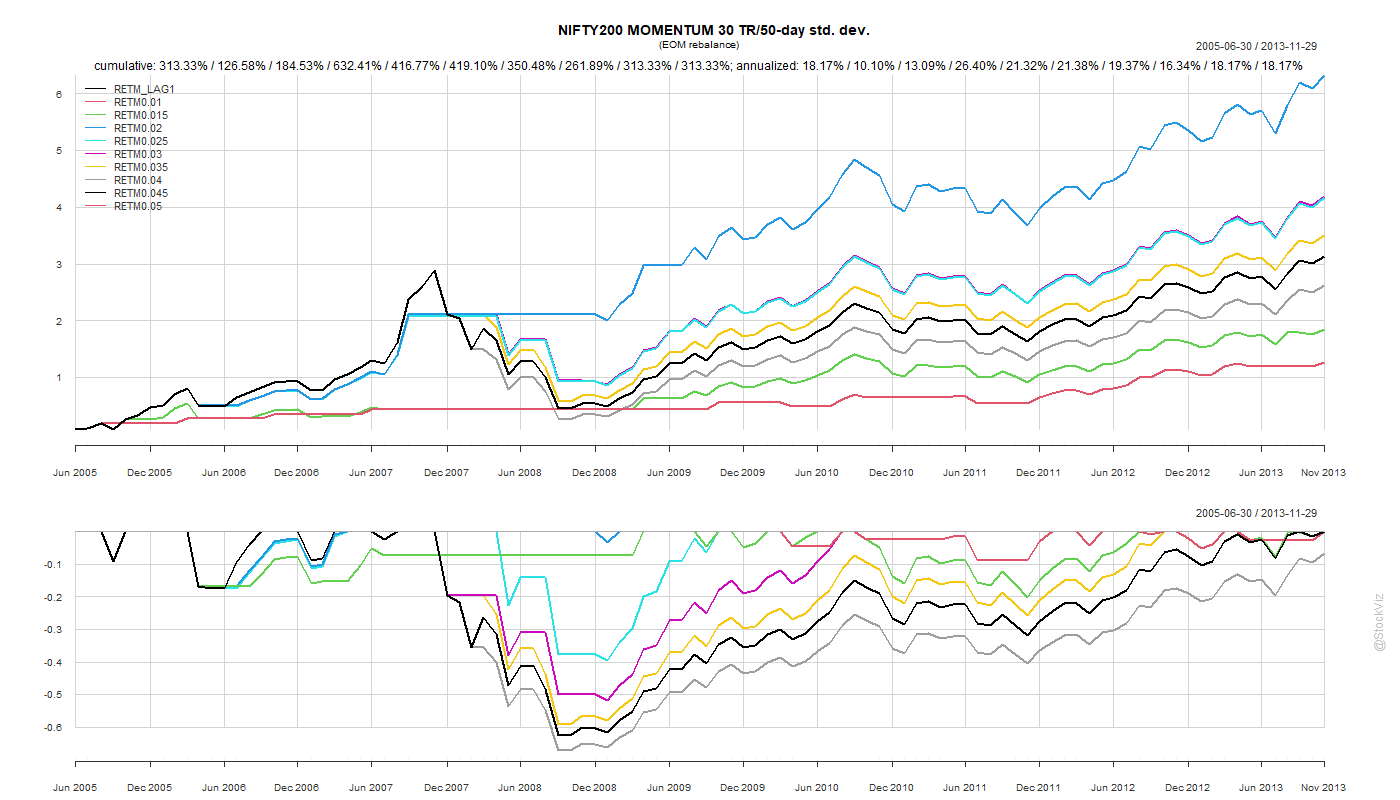 NIFTY200 MOMENTUM 30 TR/50-day std. dev.
(EOM rebalance)
2005-06-30 / 2013-11-29
cumulative: 313.33% / 126.58% / 184.53% / 632.41% / 416.77% / 419.10% / 350.48% / 261.89% / 313.33% / 313.33%; annualized: 18.17% / 10.10% / 13.09% / 26.40% / 21.32% / 21.38% / 19.37% / 16.34% / 18.17% / 18.17%
RETM_LAG1
RETM0.01
RETM0.015
RETM0.02
RETM0.025
RETM0.03
RETM0.035
RETM0.04
RETM0.045
RETM0.05
6
5
4
3
2
1
Jun 2005 Dec 2005 Jun 2006 Dec 2006 Jun 2007 Dec 2007 Jun 2008 Dec 2008 Jun 2009 Dec 2009 Jun 2010 Dec 2010 Jun 2011 Dec 2011 Jun 2012 Dec 2012 Jun 2013 Nov 2013
2005-06-30 / 2013-11-29
-0.1
-0.2
-0.3
-0.4
-0.5
-0.6
Jun 2005 Dec 2005 Jun 2006 Dec 2006 Jun 2007 Dec 2007 Jun 2008 Dec 2008 Jun 2009 Dec 2009 Jun 2010 Dec 2010 Jun 2011 Dec 2011 Jun 2012 Dec 2012 Jun 2013 Nov 2013
@StockViz